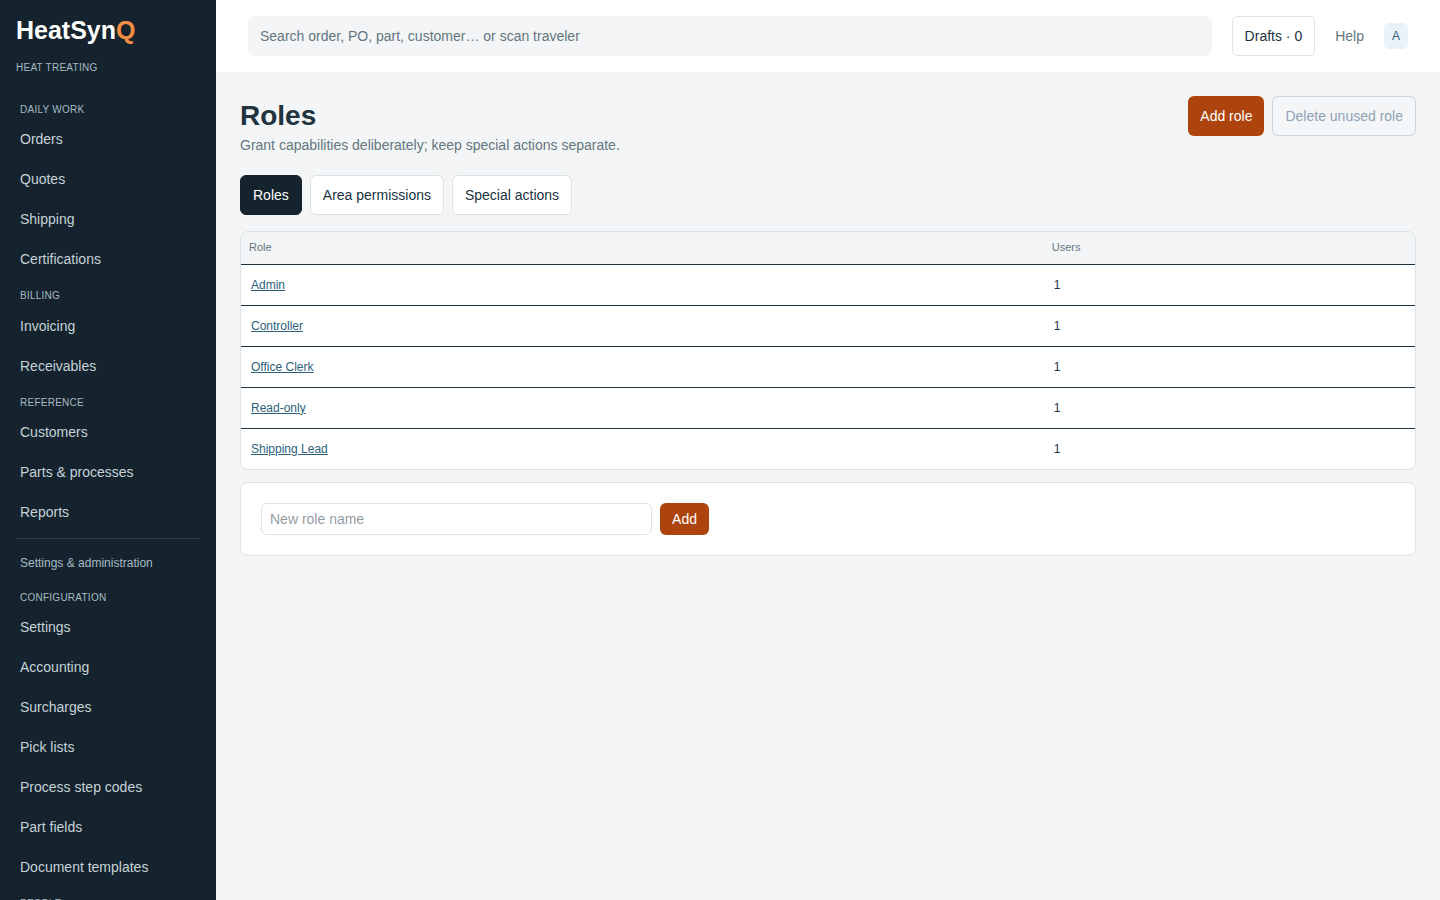 HeatSynQ
HEAT TREATING
DAILY WORK
Orders
Quotes
Shipping
Certifications
BILLING
Invoicing
Receivables
REFERENCE
Customers
Parts & processes
Reports
Settings & administration
CONFIGURATION
Settings
Accounting
Surcharges
Pick lists
Process step codes
Part fields
Document templates
Search order, PO, part, customer… or scan traveler
Drafts · 0
Help
A
Roles
Grant capabilities deliberately; keep special actions separate.
Add role
Delete unused role
Roles
Area permissions
Special actions
Role Users
Admin 1
Controller 1
Office Clerk 1
Read-only 1
Shipping Lead 1
New role name
Add